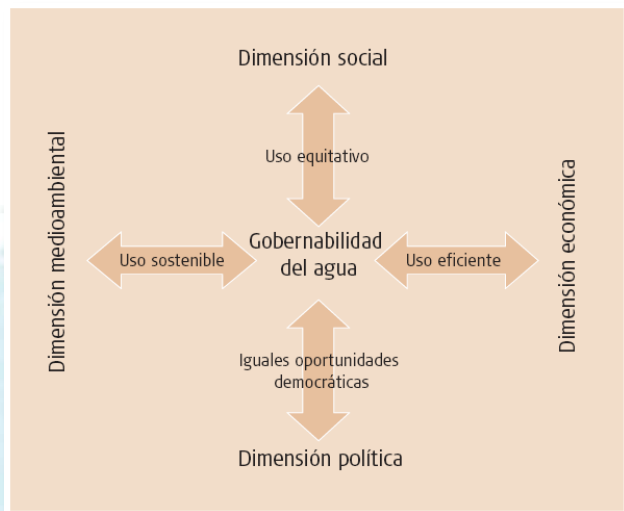 Dimensión social
Uso equitativo
Dimensión medioambiental
Uso sostenible
Gobernabilidad
del agua
Uso eficiente
Dimensión económica
Iguales oportunidades
democráticas
Dimensión política